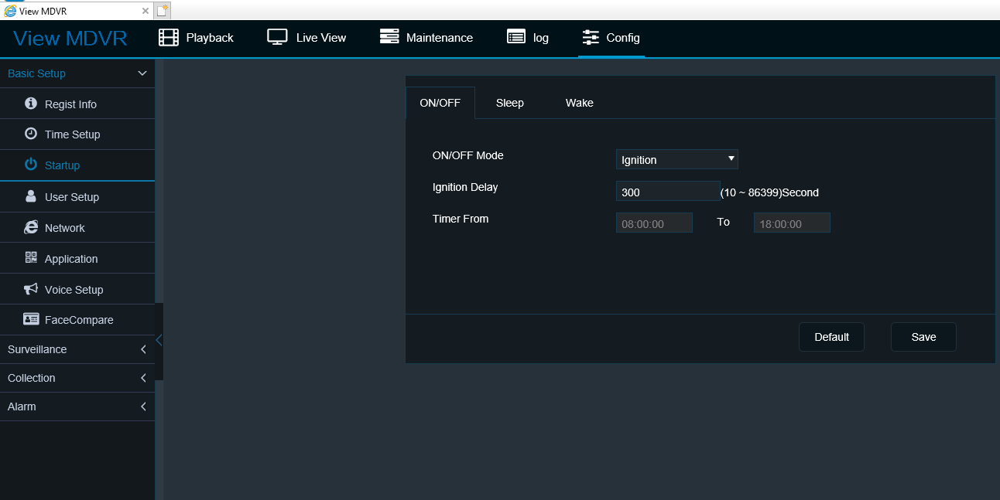 View MDVR
View MDVR
Playback
Live View
Maintenance
log
Config
Basic Setup
Regist Info
Time Setup
Startup
User Setup
Network
Application
Voice Setup
FaceCompare
Surveillance
Collection
Alarm
ON/OFF Sleep Wake
ON/OFF Mode Ignition
Ignition Delay 300 (10 ~ 86399)Second
Timer From 08:00:00 To 18:00:00
Default Save